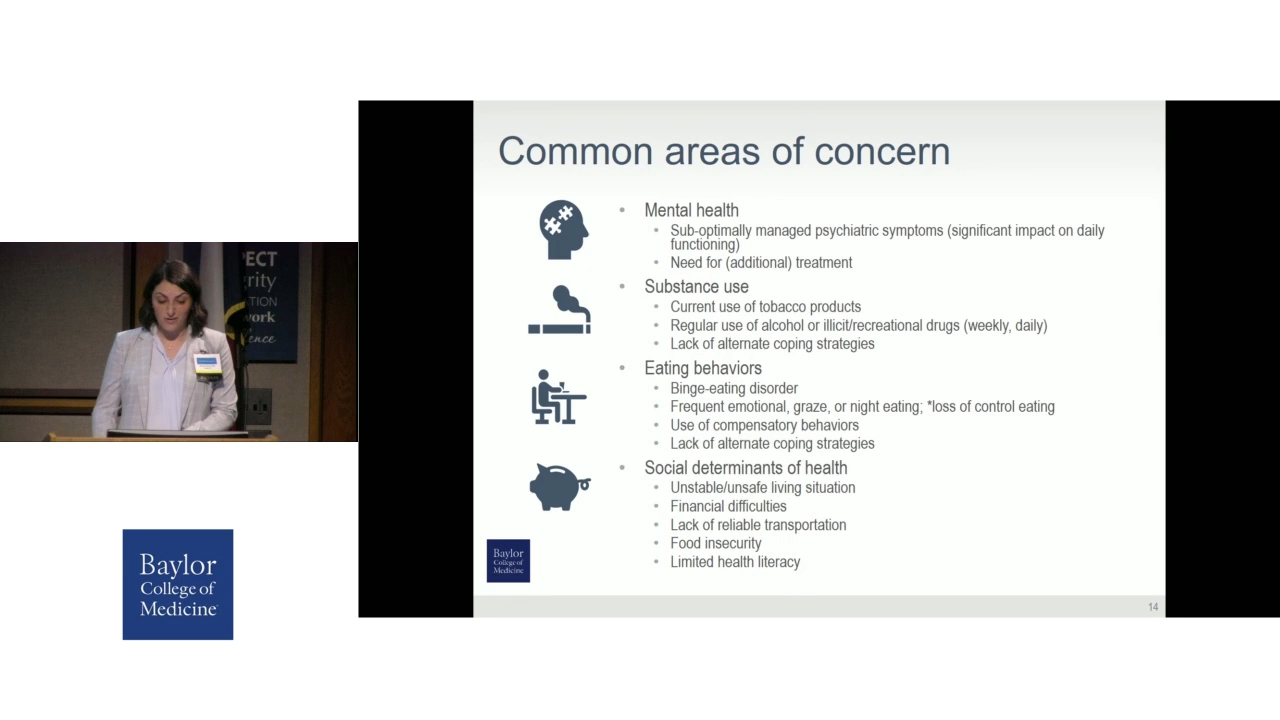 Common areas of concern
• Mental health
• Sub-optimally managed psychiatric symptoms (significant impact on daily
functioning)
• Need for (additional) treatment
• Substance use
• Current use of tobacco products
• Regular use of alcohol or illicit/recreational drugs (weekly, daily)
• Lack of alternate coping strategies
• Eating behaviors
• Binge-eating disorder
• Frequent emotional, graze, or night eating; *loss of control eating
• Use of compensatory behaviors
• Lack of alternate coping strategies
• Social determinants of health
• Unstable/unsafe living situation
• Financial difficulties
• Lack of reliable transportation
• Food insecurity
• Limited health literacy
Baylor
College of
Medicine
14
ECT
rity
TION
work
ence
Baylor
College of
Medicine